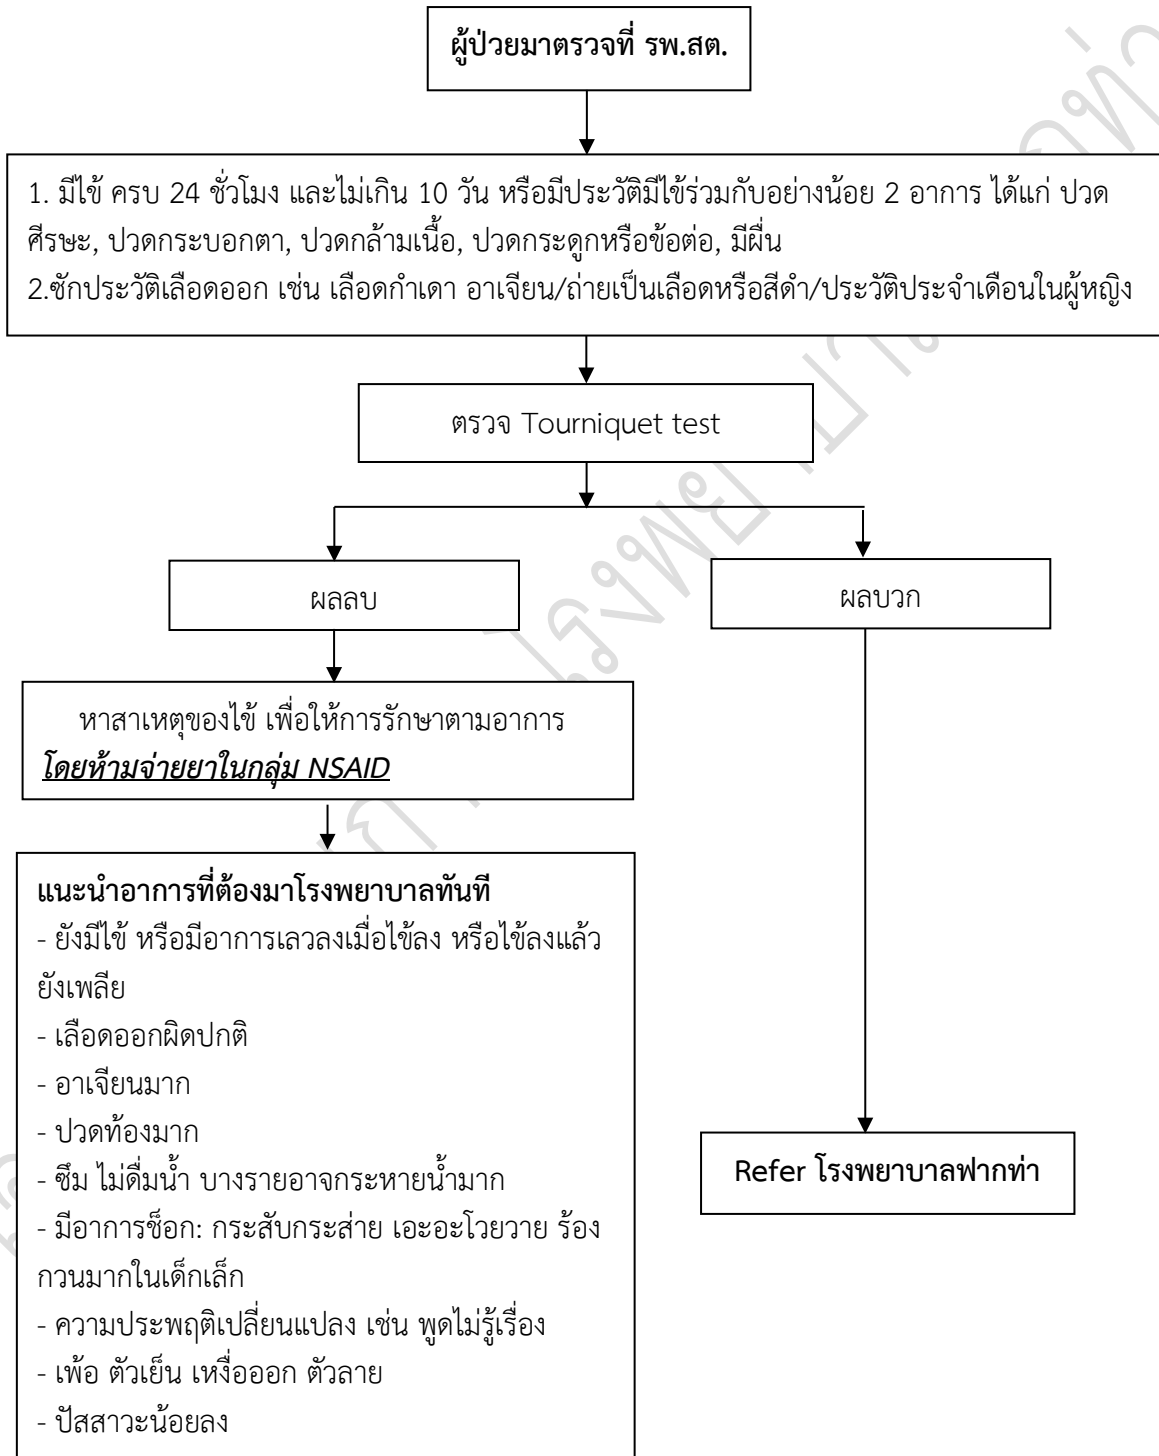 ผู้ป่วยมาตรวจที่ รพ.สต.
1. มีไข้ ครบ 24 ชั่วโมง และไม่เกิน 10 วัน หรือมีประวัติมีไข้ร่วมกับอย่างน้อย 2 อาการ ได้แก่ ปวด
ศีรษะ, ปวดกระบอกตา, ปวดกล้ามเนื้อ, ปวดกระดูกหรือข้อต่อ, มีผื่น
2.ซักประวัติเลือดออก เช่น เลือดกำเดา อาเจียน/ถ่ายเป็นเลือดหรือสีดำ/ประวัติประจำเดือนในผู้หญิง
ตรวจ Tourniquet test
ผลลบ
ผลบวก
หาสาเหตุของไข้ เพื่อให้การรักษาตามอาการ
โดยห้ามจ่ายยาในกลุ่ม NSAID
แนะนำอาการที่ต้องมาโรงพยาบาลทันที
- ยังมีไข้ หรือมีอาการเลวลงเมื่อไข้ลง หรือไข้ลงแล้ว
ยังเพลีย
- เลือดออกผิดปกติ
- อาเจียนมาก
- ปวดท้องมาก
- ซึม ไม่ดื่มน้ำ บางรายอาจกระหายน้ำมาก
- มีอาการช็อก: กระสับกระส่าย เอะอะโวยวาย ร้อง
กวนมากในเด็กเล็ก
- ความประพฤติเปลี่ยนแปลง เช่น พูดไม่รู้เรื่อง
- เพ้อ ตัวเย็น เหงื่อออก ตัวลาย
- ปัสสาวะน้อยลง
Refer โรงพยาบาลฟากท่า